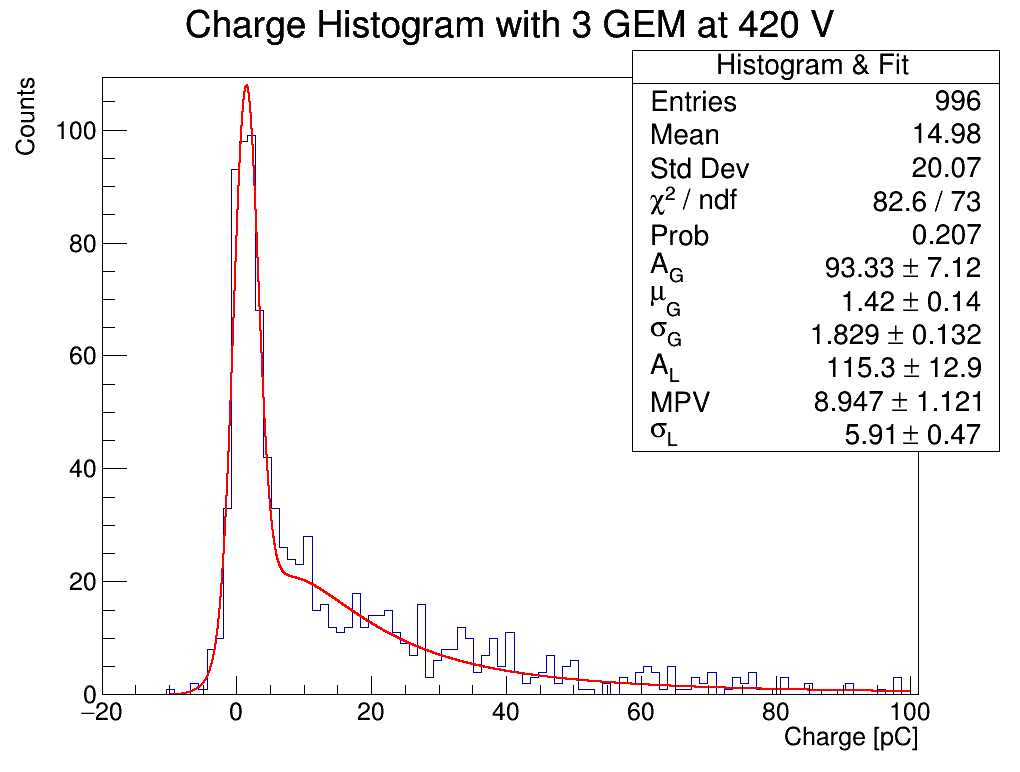 Charge Histogram with 3 GEM at 420 V
Histogram & Fit
Entries 996
Mean 14.98
Std Dev 20.07
χ² / ndf 82.6 / 73
Prob 0.207
A_G 93.33 ± 7.12
μ_G 1.42 ± 0.14
σ_G 1.829 ± 0.132
A_L 115.3 ± 12.9
MPV 8.947 ± 1.121
σ_L 5.91 ± 0.47
Counts
100
80
60
40
20
0
−20 0 20 40 60 80 100
Charge [pC]